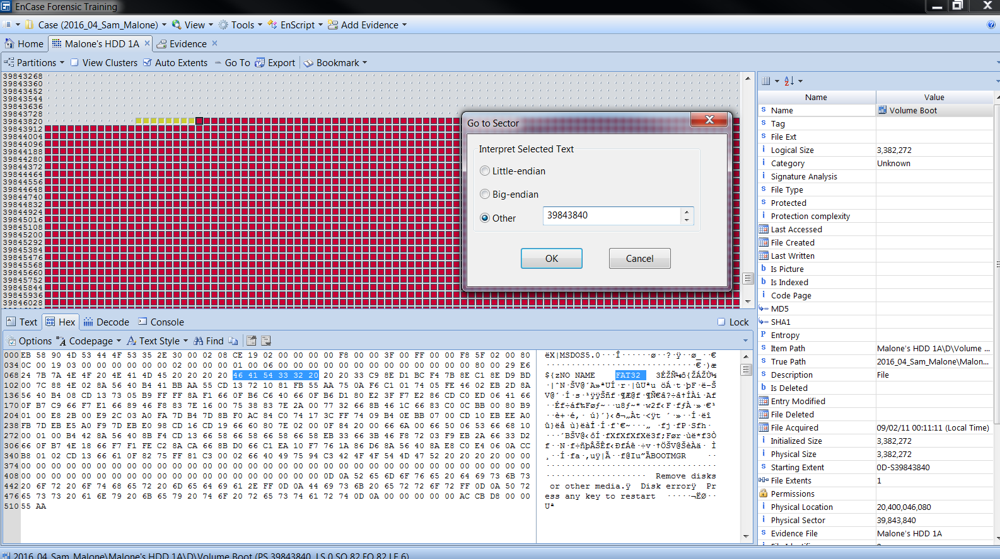 EnCase Forensic Training
Case (2016_04_Sam_Malone) View Tools EnScript Add Evidence
Home Malone's HDD 1A Evidence
Partitions View Clusters Auto Extents Go To Export Bookmark
39843268
39843360
39843452
39843544
39843636
39843728
39843820
39843912
39844004
39844096
39844188
39844280
39844372
39844464
39844556
39844648
39844740
39844832
39844924
39845016
39845108
39845200
39845292
39845384
39845476
39845568
39845660
39845752
39845844
39845936
39846028
Go to Sector
Interpret Selected Text
Little-endian
Big-endian
Other 39843840
OK Cancel
Name Value
Name Volume Boot
Tag
File Ext
Logical Size 3,382,272
Category Unknown
Signature Analysis
File Type
Protected
Protection complexity
Last Accessed
File Created
Last Written
Is Picture
Is Indexed
Code Page
MD5
SHA1
Entropy
Item Path Malone's HDD 1A\D\Volume ...
True Path 2016_04_Sam_Malone\Malon...
Description File
Is Deleted
Entry Modified
File Deleted
File Acquired 09/02/11 00:11:11 (Local Time)
Initialized Size 3,382,272
Physical Size 3,382,272
Starting Extent 0D-S39843840
File Extents 1
Permissions
Physical Location 20,400,046,080
Physical Sector 39,843,840
Evidence File Malone's HDD 1A
Text Hex Decode Console Lock
Options Codepage Text Style Find
000 EB 58 90 4D 53 44 4F 53 35 2E 30 00 02 08 CE 19 02 00 00 00 00 F8 00 00 3F 00 FF 00 00 F8 5F 02 00 80
034 0C 00 19 03 00 00 00 00 00 00 02 00 00 00 01 00 06 00 00 00 00 00 00 00 00 00 00 00 00 00 80 00 29 E6
068 24 7B 7A 4E 4F 20 4E 41 4D 45 20 20 20 20 46 41 54 33 32 20 20 20 33 C9 8E D1 BC F4 7B 8E C1 8E D9 BD
102 00 7C 88 4E 02 8A 56 40 B4 41 BB AA 55 CD 13 72 10 81 FB 55 AA 75 0A F6 C1 01 74 05 FE 46 02 EB 2D 8A
136 56 40 B4 08 CD 13 73 05 B9 FF FF 8A F1 66 0F B6 C6 40 66 0F B6 D1 80 E2 3F F7 E2 86 CD C0 ED 06 41 66
170 0F B7 C9 66 F7 E1 66 89 46 F8 83 7E 16 00 75 38 83 7E 2A 00 77 32 66 8B 46 1C 66 83 C0 0C BB 00 80 B9
204 01 00 E8 2B 00 E9 2C 03 A0 FA 7D B4 7D 8B F0 AC 84 C0 74 17 3C FF 74 09 B4 0E BB 07 00 CD 10 EB EE A0
238 FB 7D EB E5 A0 F9 7D EB E0 98 CD 16 CD 19 66 60 80 7E 02 00 0F 84 20 00 66 6A 00 66 50 06 53 66 68 10
272 00 01 00 B4 42 8A 56 40 8B F4 CD 13 66 58 66 58 66 58 66 58 EB 33 66 3B 46 F8 72 03 F9 EB 2A 66 33 D2
306 66 0F B7 4E 18 66 F7 F1 FE C2 8A CA 66 8B D0 66 C1 EA 10 F7 76 1A 86 D6 8A 56 40 8A E8 C0 E4 06 0A CC
340 B8 01 02 CD 13 66 61 0F 82 75 FF 81 C3 00 02 66 40 49 75 94 C3 42 4F 4F 54 4D 47 52 20 20 20 20 00 00
374 00 00 00 00 00 00 00 00 00 00 00 00 00 00 00 00 00 00 00 00 00 00 00 00 00 00 00 00 00 00 00 00 00 00
408 00 00 00 00 00 00 00 00 00 00 00 00 00 00 00 00 00 00 00 00 0D 0A 52 65 6D 6F 76 65 20 64 69 73 6B 73
442 20 6F 72 20 6F 74 68 65 72 20 6D 65 64 69 61 2E FF 0D 0A 44 69 73 6B 20 65 72 72 6F 72 FF 0D 0A 50 72
476 65 73 73 20 61 6E 79 20 6B 65 79 20 74 6F 20 72 65 73 74 61 72 74 0D 0A 00 00 00 00 00 AC CB D8 00 00
510 55 AA
ëX|MSDOS5.0
${zNO NAME FAT32
BOOTMGR
Remove disks
or other media.ÿ Disk errorÿ Pr
ess any key to restart
Uª
2016_04_Sam_Malone\Malone's HDD 1A\D\Volume Boot (PS 39843840 LS 0 SO 82 FO 82 LE 6)